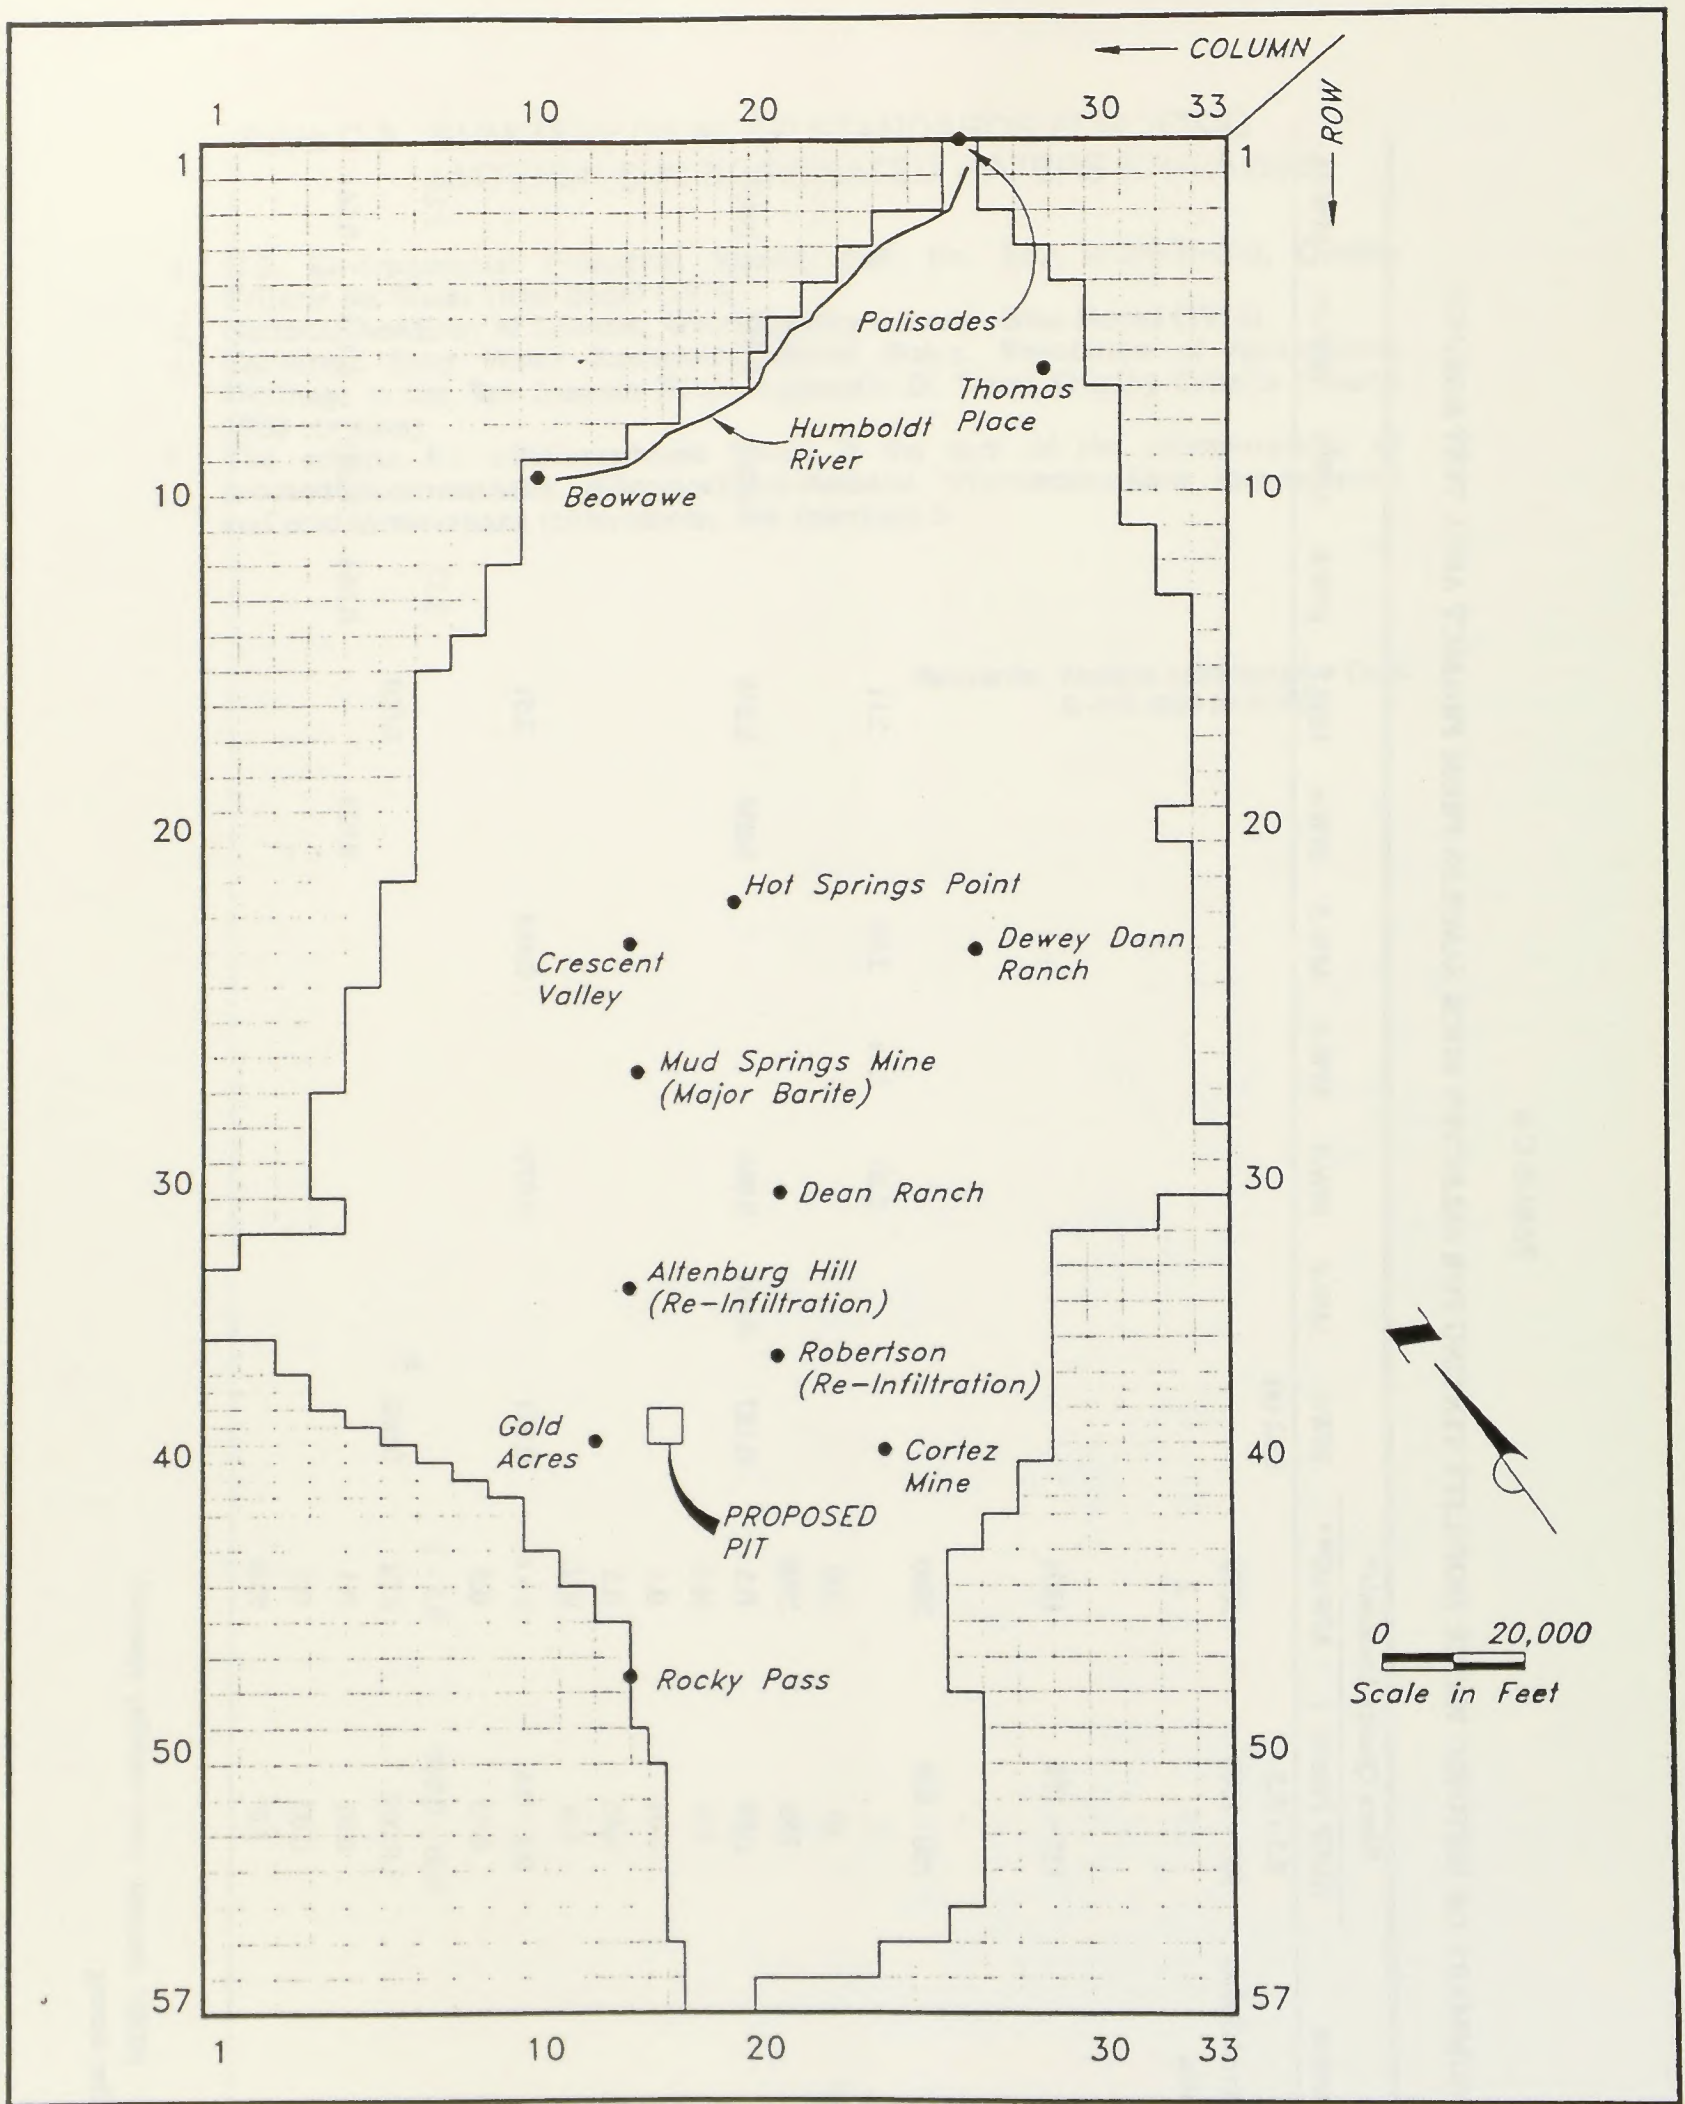 COLUMN
ROW
1 10 20 30 33
1 1
Palisades
Thomas
Place
Humboldt
River
Beowawe
10 10
20 20
Hot Springs Point
Dewey Dann
Ranch
Crescent
Valley
Mud Springs Mine
(Major Barite)
30 30
Dean Ranch
Altenburg Hill
(Re-Infiltration)
Robertson
(Re-Infiltration)
Gold
Acres
40 40
Cortez
Mine
PROPOSED
PIT
N
0 20,000
Scale in Feet
Rocky Pass
50 50
57 57
1 10 20 30 33